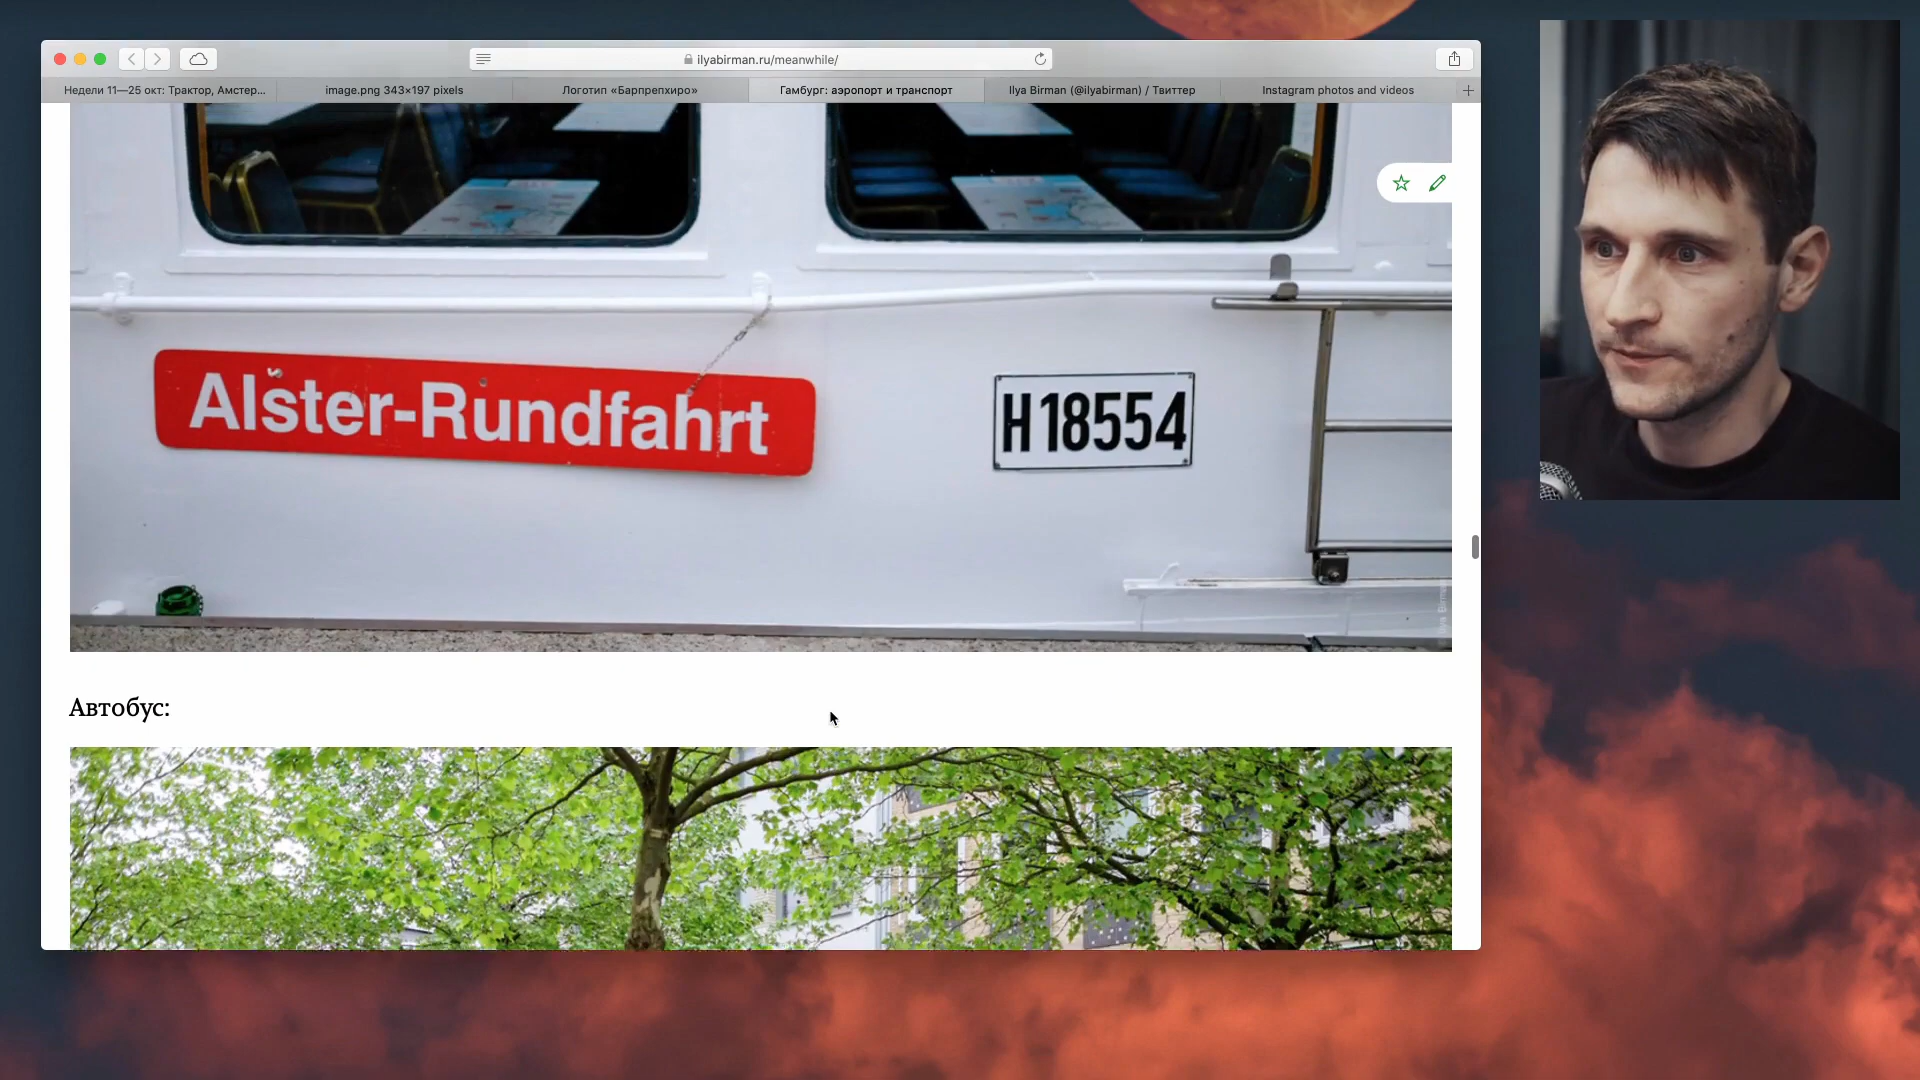 ilyabirman.ru/meanwhile/
Недели 11—25 окт: Трактор, Амстер...
image.png 343×197 pixels
Логотип «Барпрепхиро»
Гамбург: аэропорт и транспорт
Ilya Birman (@ilyabirman) / Твиттер
Instagram photos and videos
Alster-Rundfahrt
H 18554
Автобус: